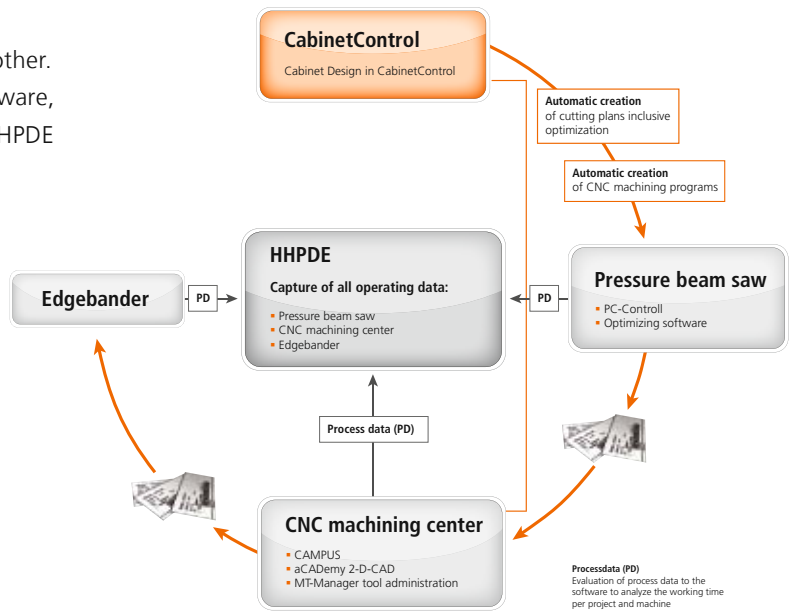 other.
ware,
HHPDE
CabinetControl
Cabinet Design in CabinetControl
Automatic creation
of cutting plans inclusive
optimization
Automatic creation
of CNC machining programs
HHPDE
Capture of all operating data:
▪ Pressure beam saw
▪ CNC machining center
▪ Edgebander
Edgebander
PD
PD
Pressure beam saw
▪ PC-Controll
▪ Optimizing software
Process data (PD)
CNC machining center
▪ CAMPUS
▪ aCADemy 2-D-CAD
▪ MT-Manager tool administration
Processdata (PD)
Evaluation of process data to the
software to analyze the working time
per project and machine